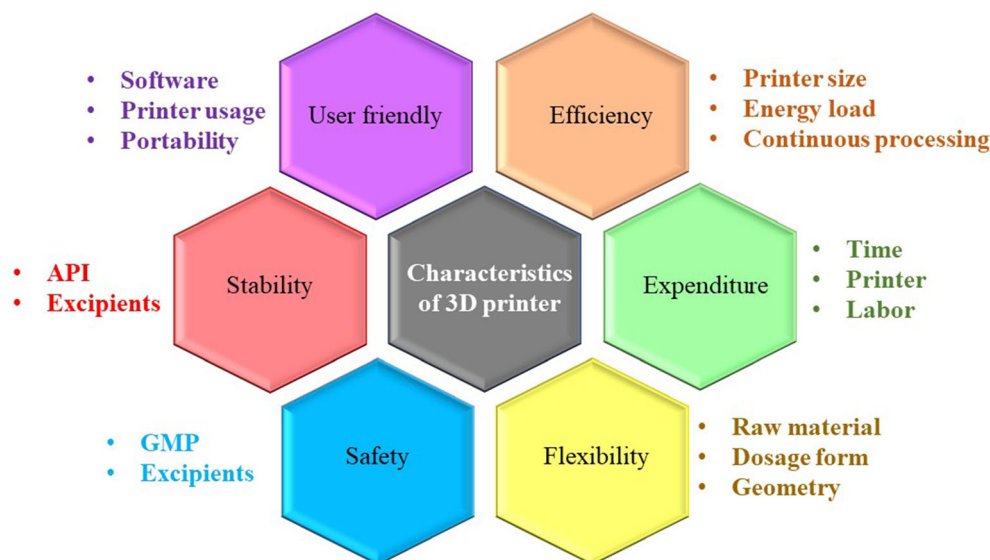 • Software
• Printer usage
• Portability
User friendly
Efficiency
• Printer size
• Energy load
• Continuous processing
• API
• Excipients
Stability
Characteristics
of 3D printer
Expenditure
• Time
• Printer
• Labor
• GMP
• Excipients
Safety
Flexibility
• Raw material
• Dosage form
• Geometry